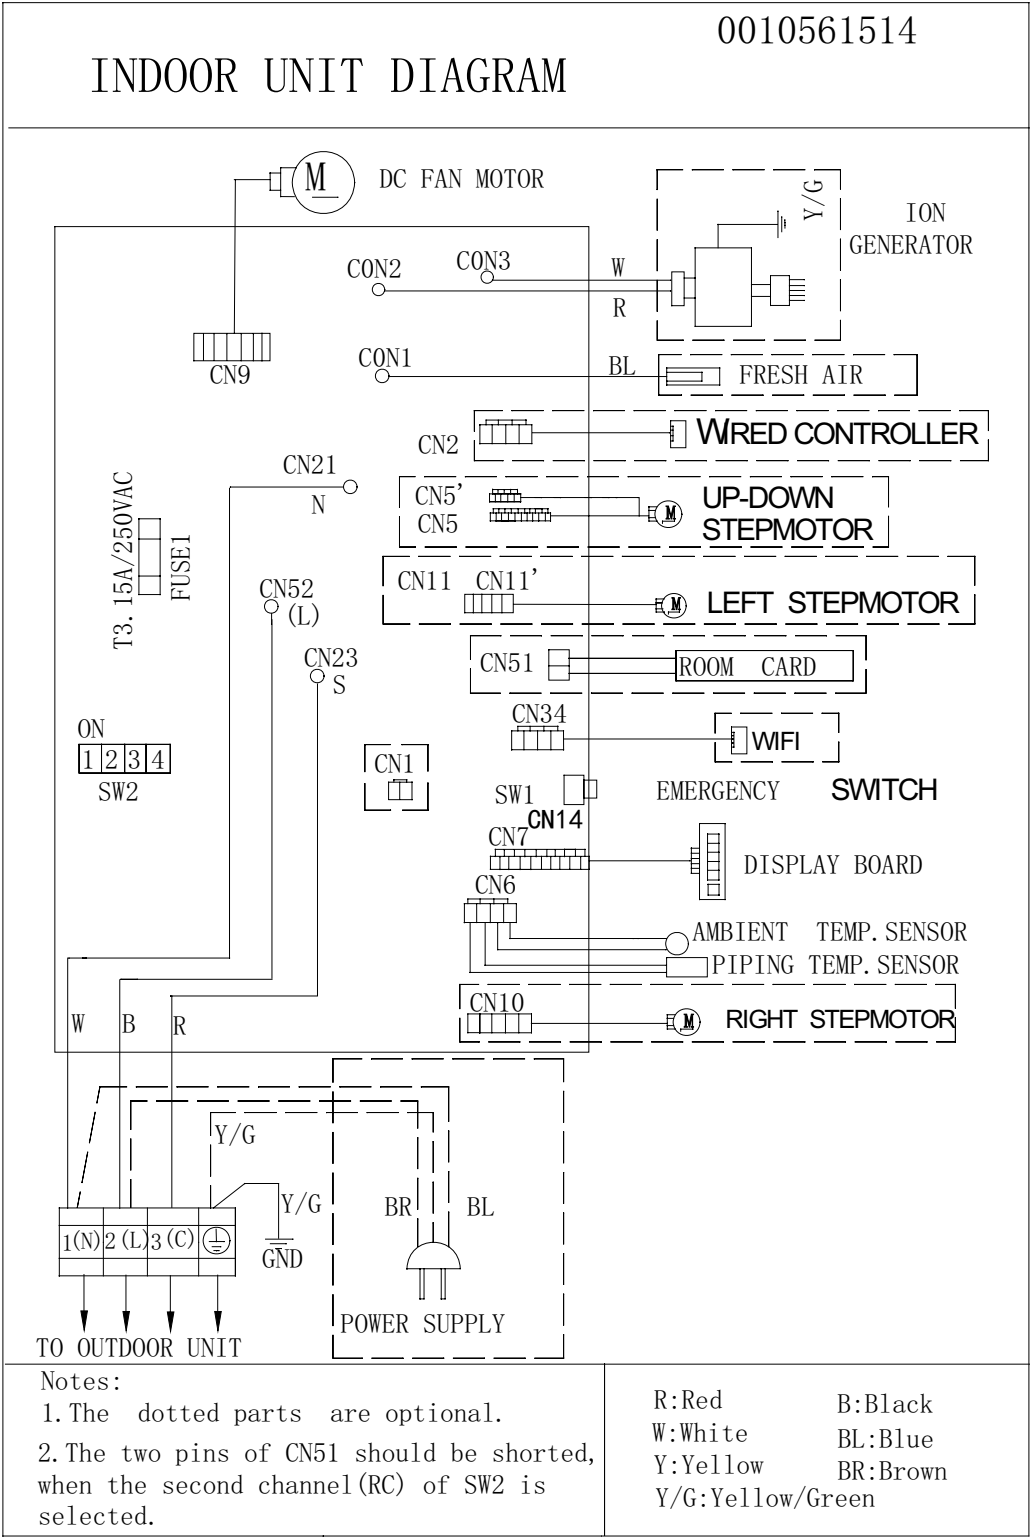 0010561514
INDOOR UNIT DIAGRAM
M
DC FAN MOTOR
Y/G
ION
GENERATOR
CON2
CON3
W
R
CN9
CON1
BL
FRESH AIR
CN2
WIRED CONTROLLER
CN21
N
CN5'
CN5
M
UP-DOWN
STEPMOTOR
T3.15A/250VAC
FUSE1
CN52
(L)
CN11
CN11'
M
LEFT STEPMOTOR
CN23
S
CN51
ROOM CARD
CN34
WIFI
ON
1 2 3 4
SW2
CN1
SW1
EMERGENCY SWITCH
CN14
CN7
DISPLAY BOARD
CN6
AMBIENT TEMP.SENSOR
PIPING TEMP.SENSOR
CN10
M
RIGHT STEPMOTOR
W
B
R
Y/G
Y/G
BR
BL
1(N) 2(L) 3(C)
GND
POWER SUPPLY
TO OUTDOOR UNIT
Notes:
1.The dotted parts are optional.
2.The two pins of CN51 should be shorted,
when the second channel(RC) of SW2 is
selected.
R:Red
B:Black
W:White
BL:Blue
Y:Yellow
BR:Brown
Y/G:Yellow/Green